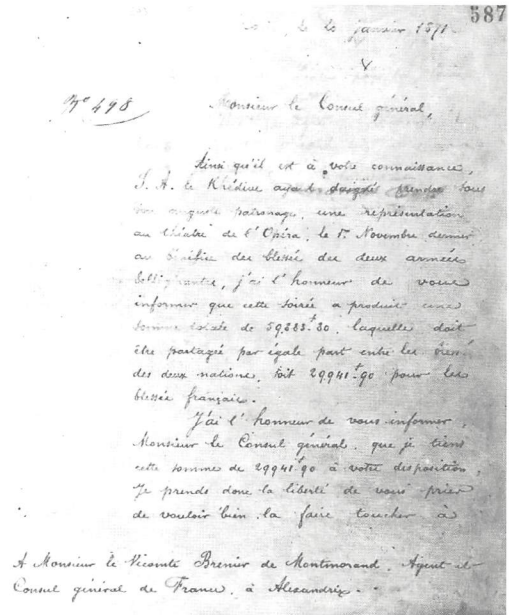 587
janvier 1871.
Nº 498
Monsieur le Consul général,
Ainsi qu'il est à votre connaissance,
S. A. le Khédive ayant daigné prendre sous
son auguste patronage, une représentation
au théâtre de l'Opéra, le 1er Novembre dernier
au bénéfice des blessés des deux armées
belligérantes, j'ai l'honneur de vous
informer que cette soirée a produit une
somme totale de 59,883f.80, laquelle doit
être partagée par égale part entre les blessés
des deux nations, soit 29941f.90 pour les
blessés français.
J'ai l'honneur de vous informer,
Monsieur le Consul général, que je tiens
cette somme de 29941f.90 à votre disposition,
Je prends donc la liberté de vous prier
de vouloir bien la faire toucher à
A Monsieur le Vicomte Brenier de Montmorand, Agent et
Consul général de France, à Alexandrie.